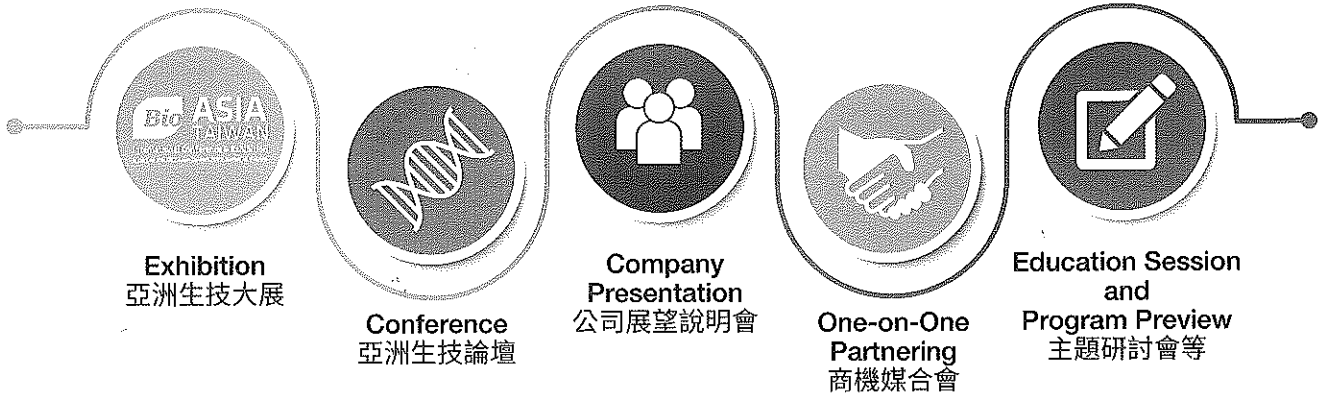 Bio ASIA
TAIWAN
Exhibition
亞洲生技大展
Conference
亞洲生技論壇
Company
Presentation
公司展望說明會
One-on-One
Partnering
商機媒合會
Education Session
and
Program Preview
主題研討會等